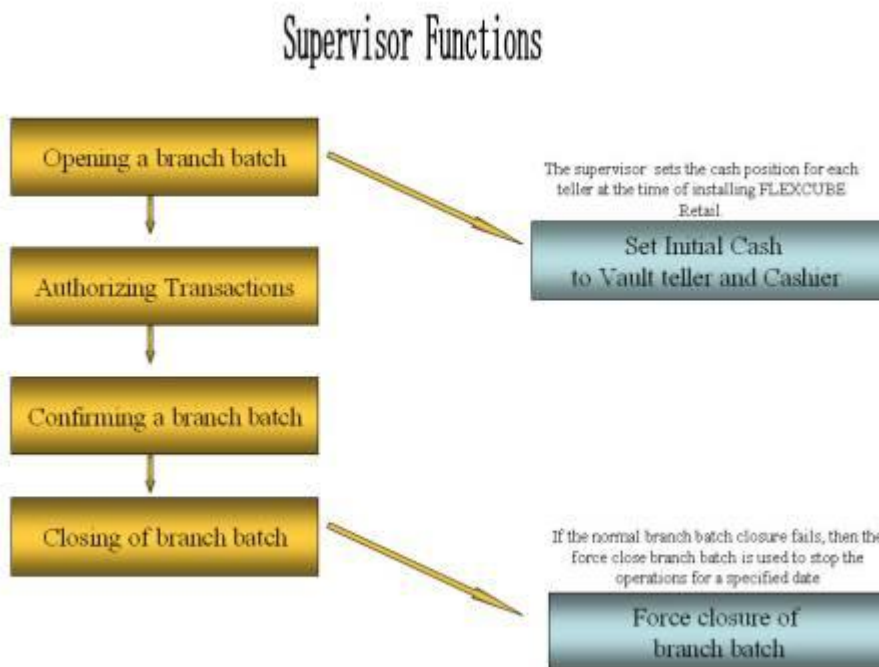 Supervisor Functions
Opening a branch batch
The supervisor sets the cash position for each
teller at the time of installing FLEXCUBE
Retail
Set Initial Cash
to Vault teller and Cashier
Authorizing Transactions
Confirming a branch batch
Closing of branch batch
If the normal branch batch closure fails, then the
force close branch batch is used to stop the
operations for a specified date
Force closure of
branch batch